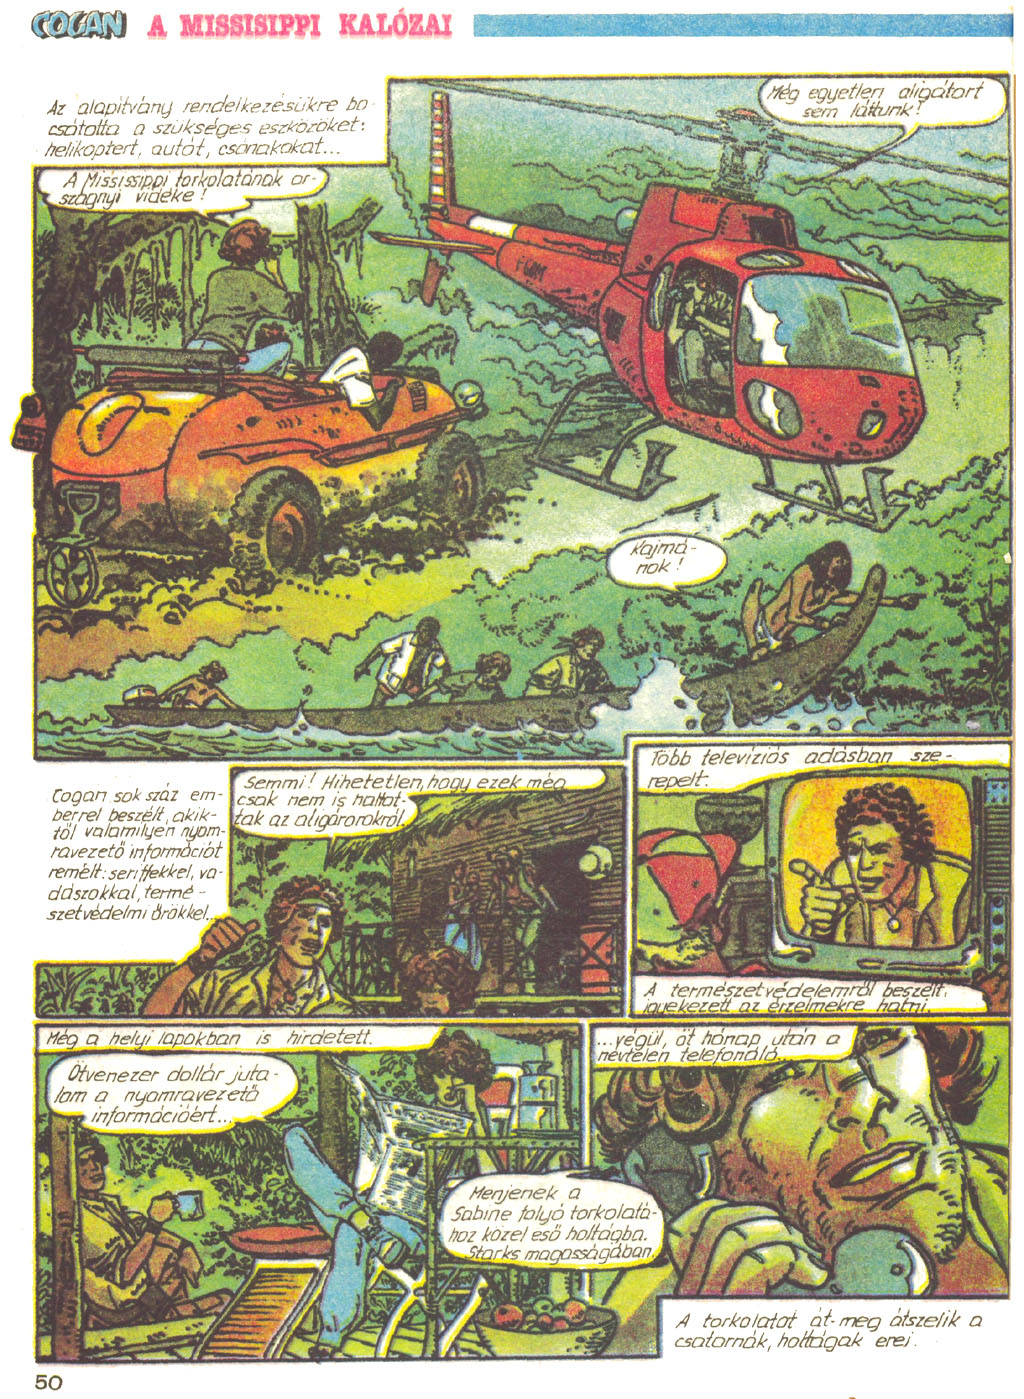 COGAN A MISSISIPPI KALÓZAI
Az alapítvány rendelkezésükre bo-
csátotta a szükséges eszközöket:
helikoptert, autót, csónakokat...
Még egyetlen aligátort
sem láttunk!
A Mississippi torkolatának or-
szágnyi vidéke!
FWM
Kajmá-
nok!
Cogan sok száz em-
berrel beszélt, akik-
től valamilyen nyom-
ravezető információt
remélt: seriffekkel, va-
dászokkal, termé-
szetvédelmi őrökkel...
Semmi! Hihetetlen, hogy ezek még
csak nem is hallot-
tak az aligárorokról.
Több televíziós adásban sze-
repelt.
A természetvédelemről beszélt,
igyekezett az érzelmekre hatni.
Még a helyi lapokban is hirdetett.
Ötvenezer dollár juta-
lom a nyomravezető
információért...
...végül, öt hónap után a
névtelen telefonáló...
Menjenek a
Sabine folyó torkolatá-
hoz közel eső holtágba.
Starks magosságában.
A torkolatot át- meg átszelik a
csatornák, holtágak erei.
50